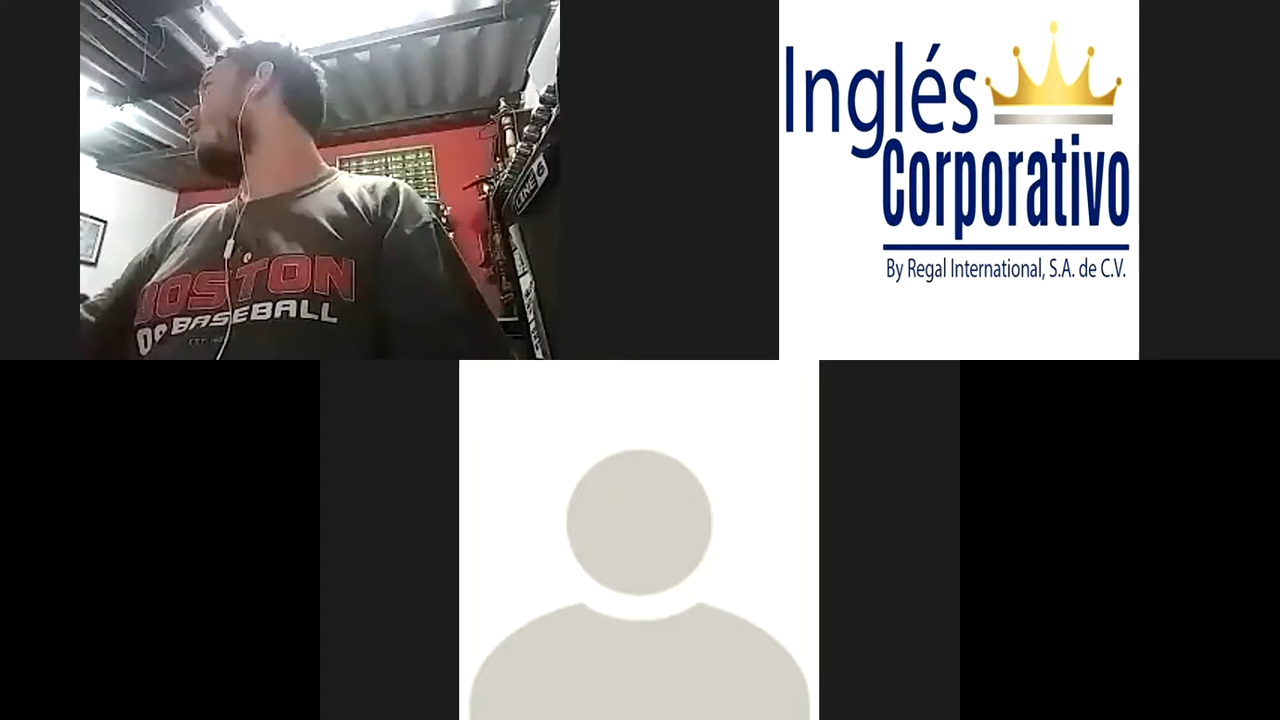 BOSTON
BASEBALL
LINE 6
Inglés
Corporativo
By Regal International, S.A. de C.V.